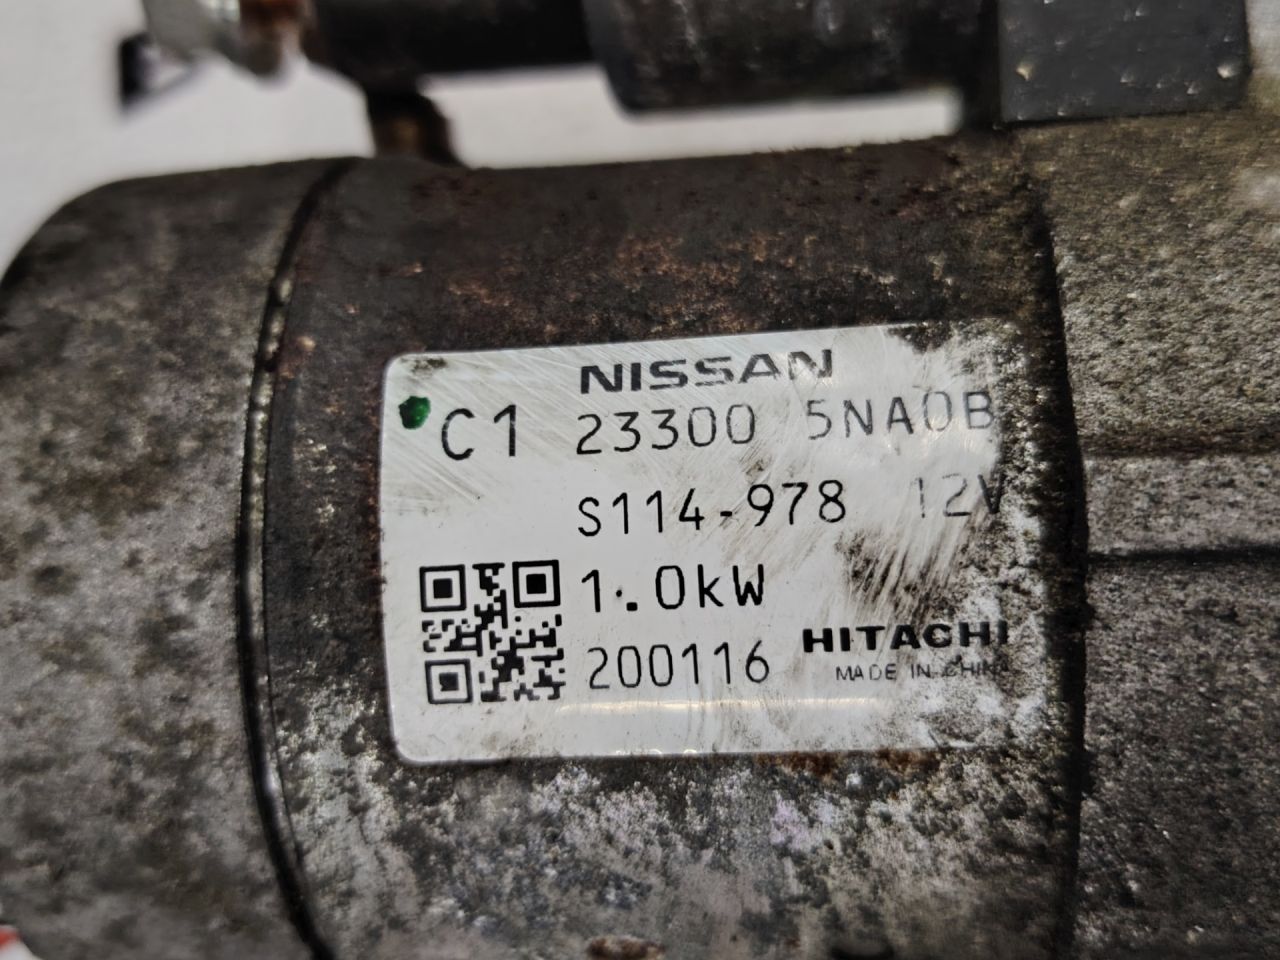 NISSAN
C1 23300 5NA0B
S114-978 12V
1.0kW
200116 HITACHI
MADE IN CHINA